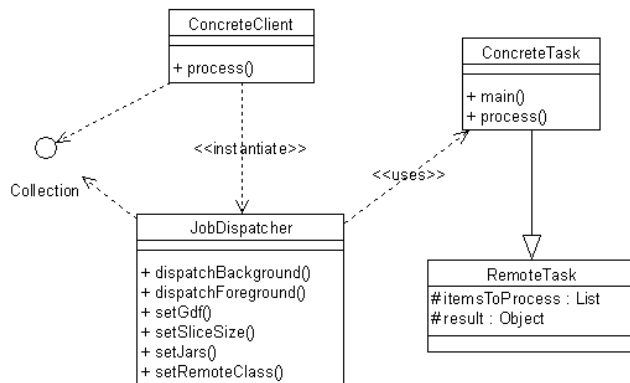 ConcreteClient
+ process()
ConcreteTask
+ main()
+ process()
<<instantiate>>
<<uses>>
Collection
JobDispatcher
+ dispatchBackground()
+ dispatchForeground()
+ setGdf()
+ setSliceSize()
+ setJars()
+ setRemoteClass()
RemoteTask
#itemsToProcess : List
#result : Object